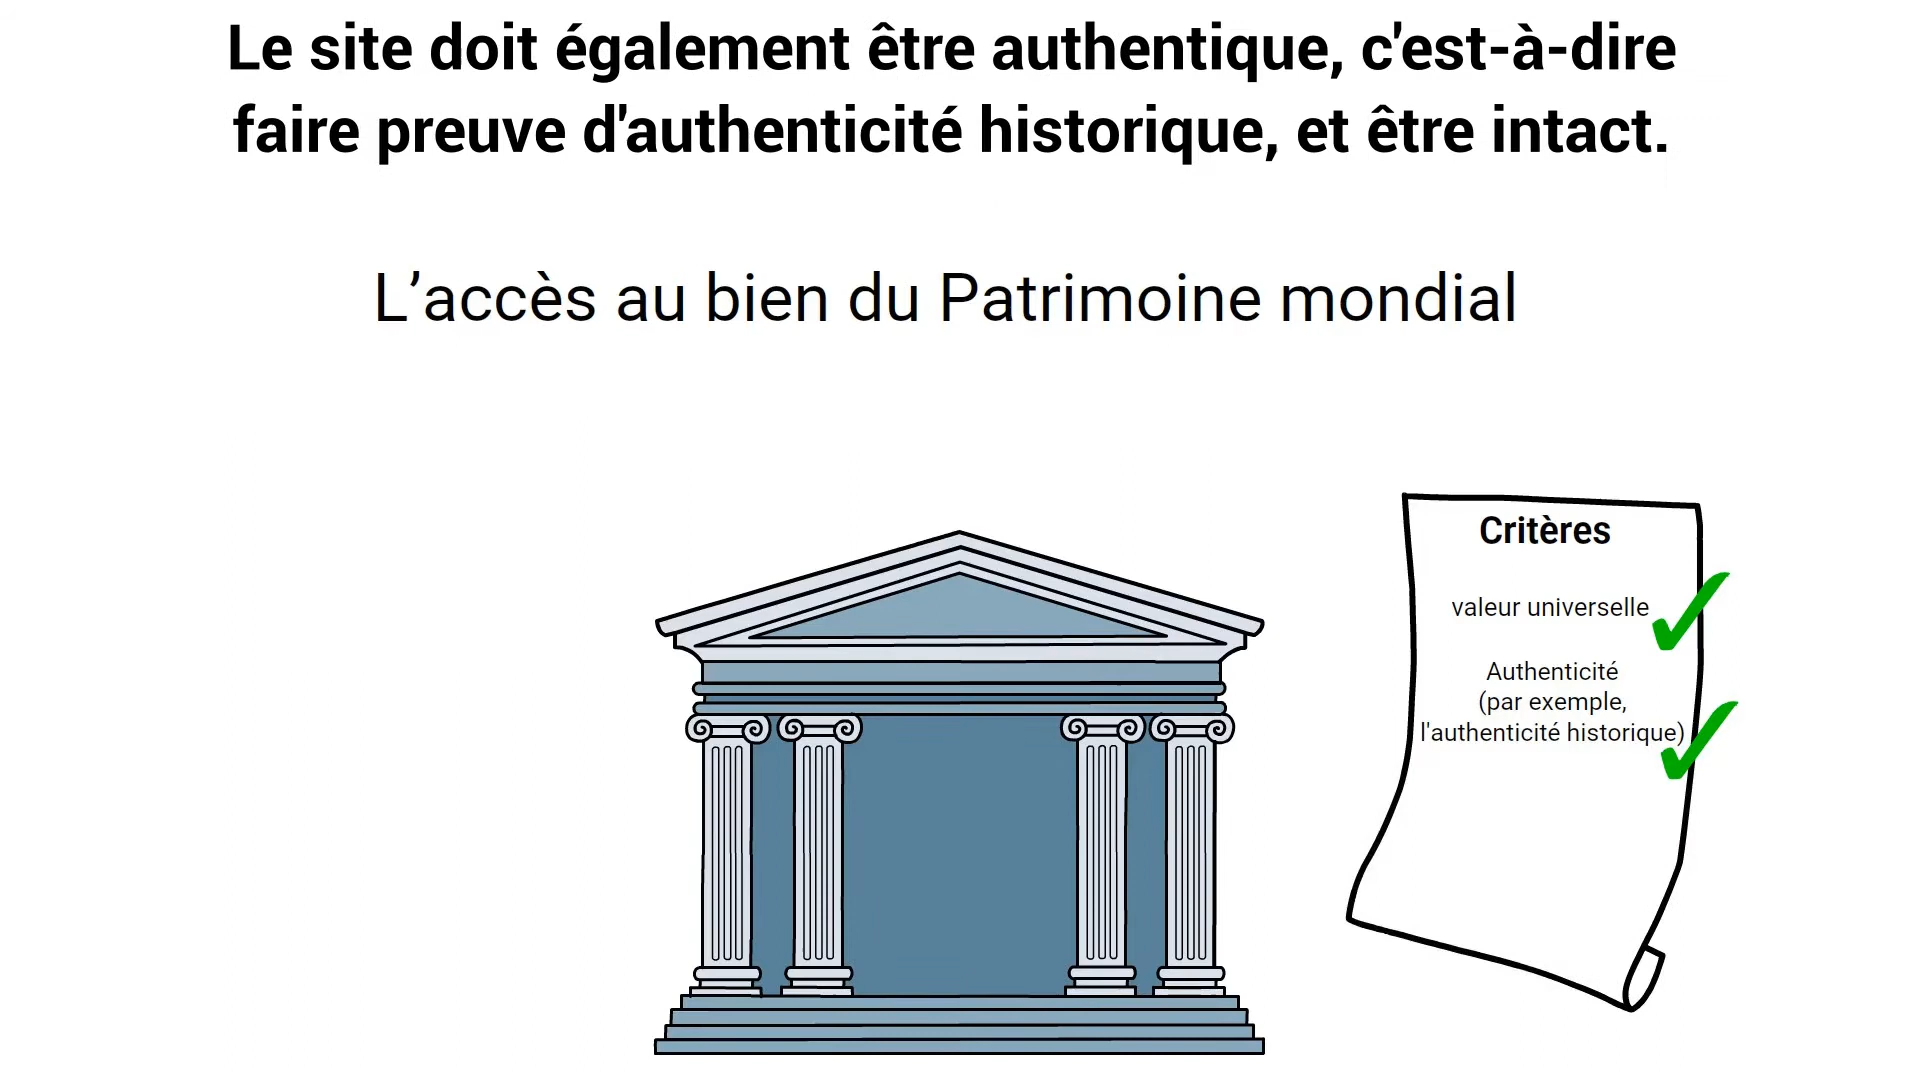 Le site doit également être authentique, c'est-à-dire
faire preuve d'authenticité historique, et être intact.
L’accès au bien du Patrimoine mondial
Critères
valeur universelle
Authenticité
(par exemple,
l'authenticité historique)